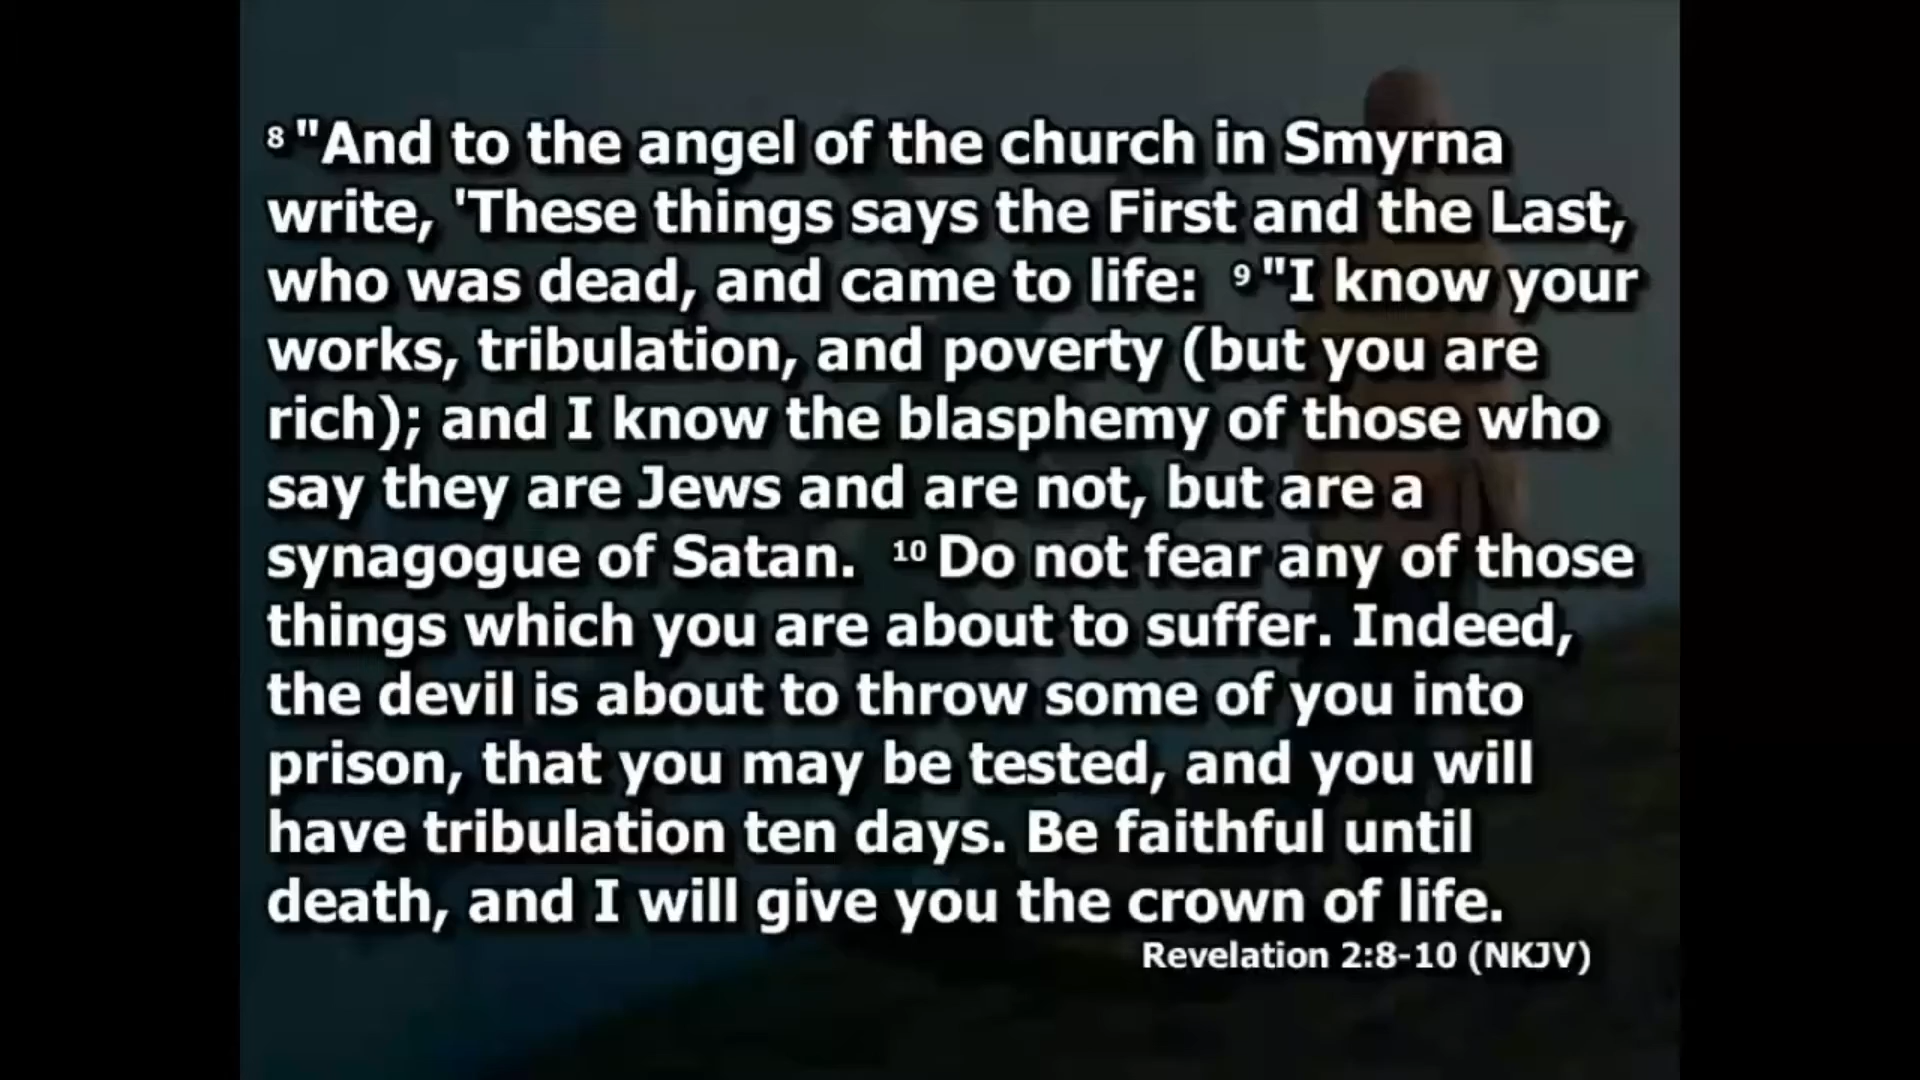 8 "And to the angel of the church in Smyrna
write, 'These things says the First and the Last,
who was dead, and came to life: 9 "I know your
works, tribulation, and poverty (but you are
rich); and I know the blasphemy of those who
say they are Jews and are not, but are a
synagogue of Satan. 10 Do not fear any of those
things which you are about to suffer. Indeed,
the devil is about to throw some of you into
prison, that you may be tested, and you will
have tribulation ten days. Be faithful until
death, and I will give you the crown of life.
Revelation 2:8-10 (NKJV)